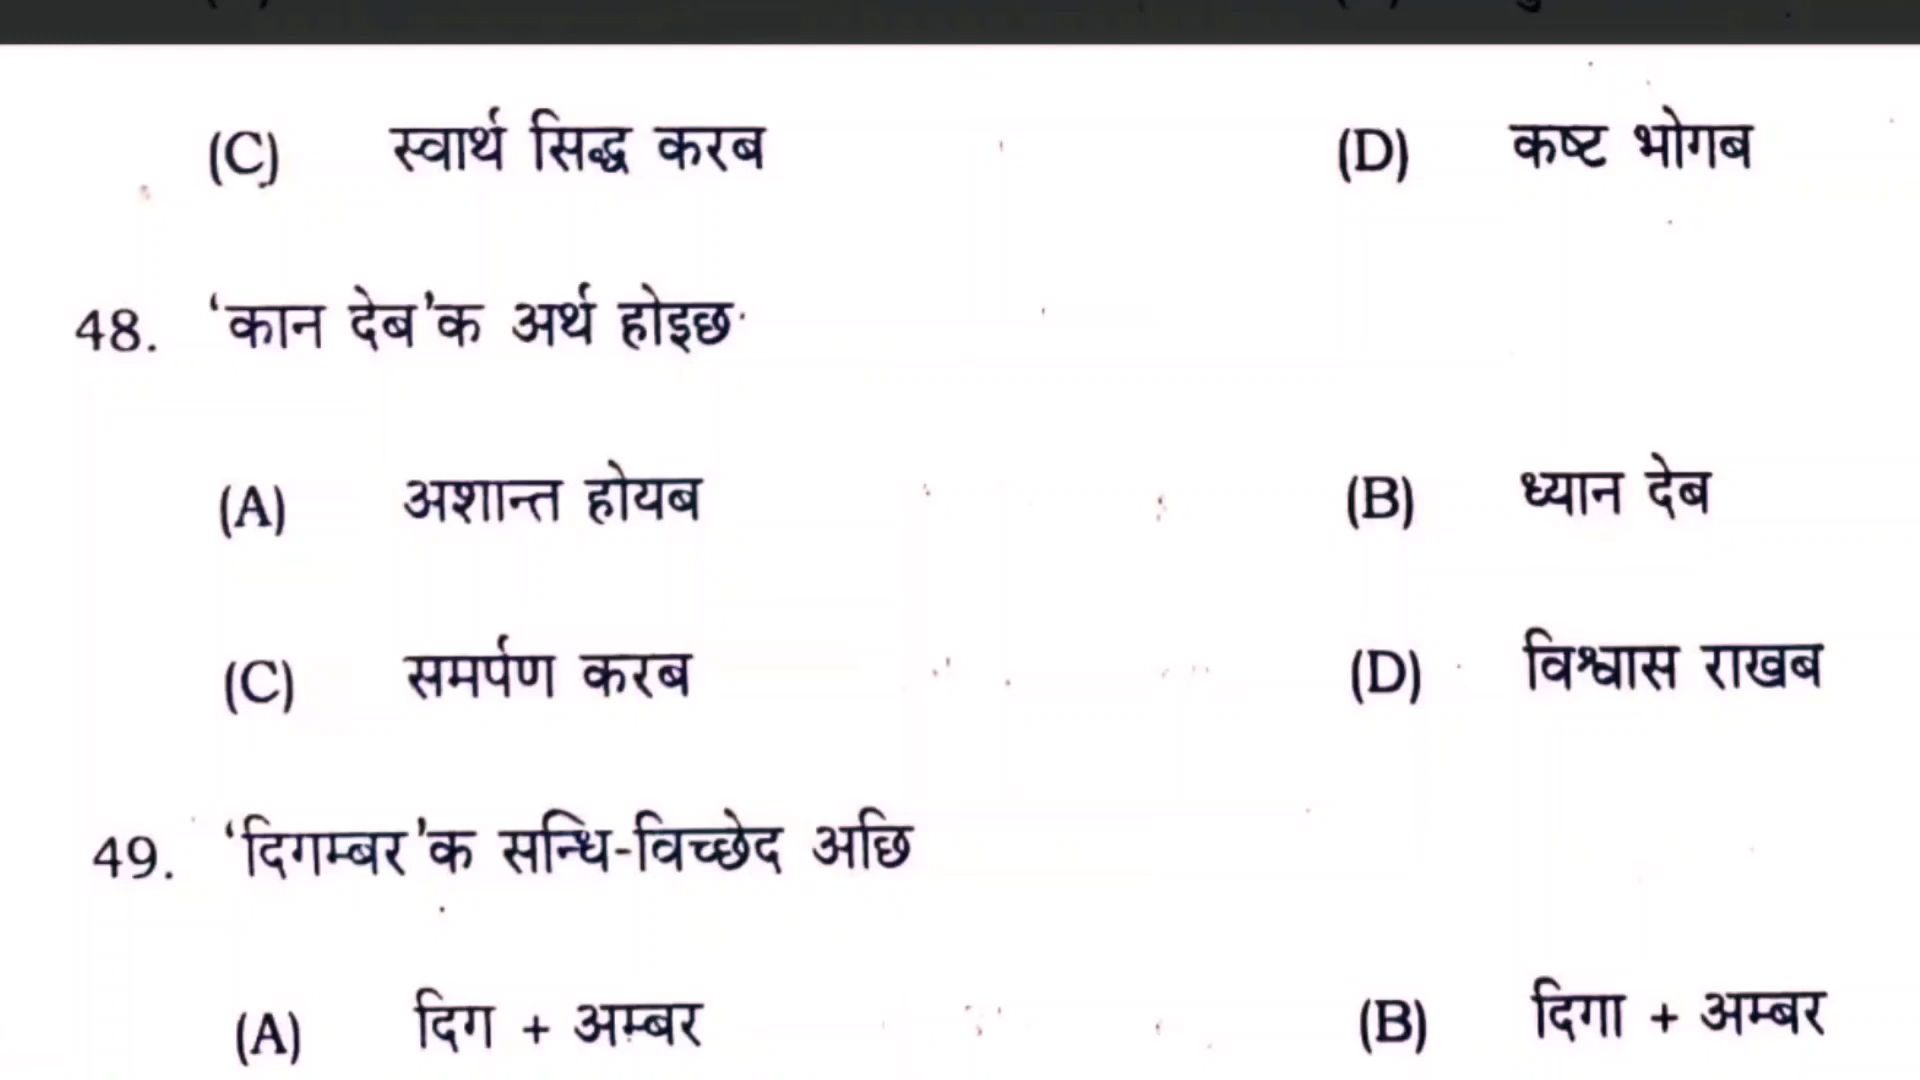 (C) स्वार्थ सिद्ध करब (D) कष्ट भोगब
48. ‘कान देब’क अर्थ होइछ
(A) अशान्त होयब (B) ध्यान देब
(C) समर्पण करब (D) विश्वास राखब
49. ‘दिगम्बर’क सन्धि-विच्छेद अछि
(A) दिग + अम्बर (B) दिगा + अम्बर